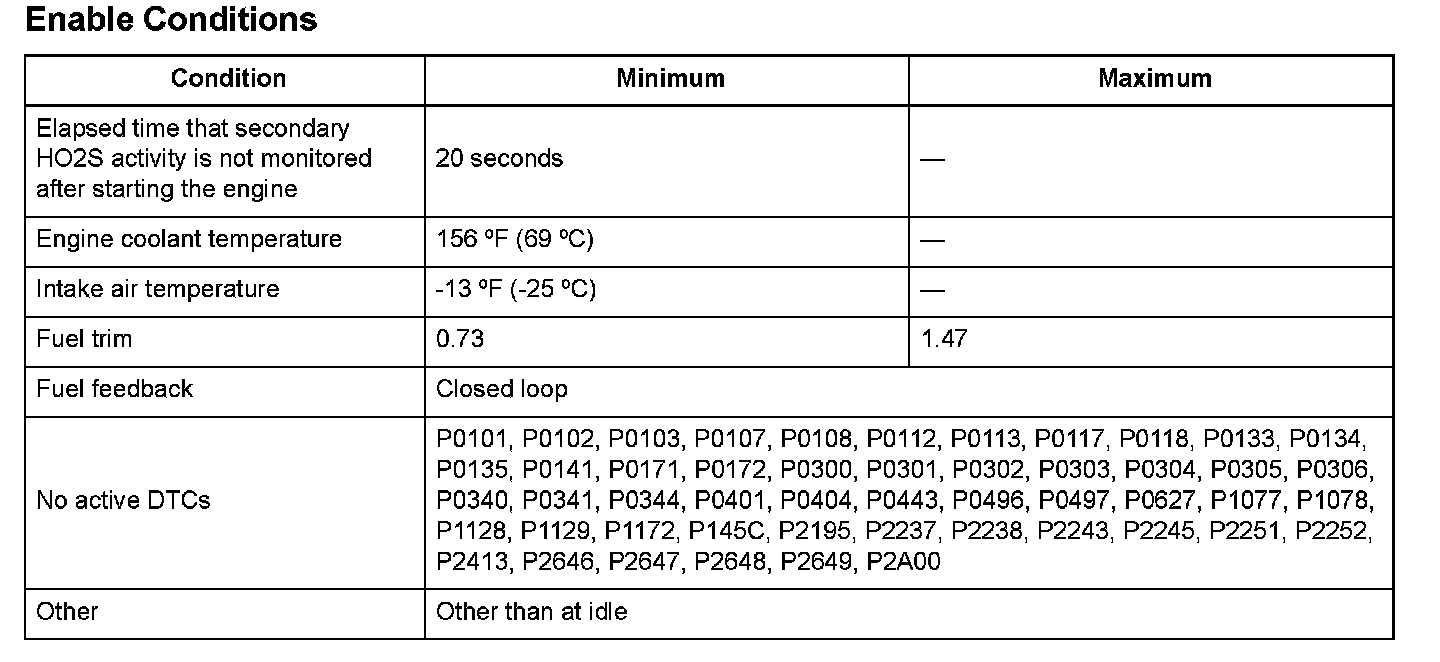 Enable Conditions
Condition Minimum Maximum
Elapsed time that secondary
HO2S activity is not monitored
after starting the engine
20 seconds —
Engine coolant temperature 156 ºF (69 ºC) —
Intake air temperature -13 ºF (-25 ºC) —
Fuel trim 0.73 1.47
Fuel feedback Closed loop
No active DTCs
P0101, P0102, P0103, P0107, P0108, P0112, P0113, P0117, P0118, P0133, P0134,
P0135, P0141, P0171, P0172, P0300, P0301, P0302, P0303, P0304, P0305, P0306,
P0340, P0341, P0344, P0401, P0404, P0443, P0496, P0497, P0627, P1077, P1078,
P1128, P1129, P1172, P145C, P2195, P2237, P2238, P2243, P2245, P2251, P2252,
P2413, P2646, P2647, P2648, P2649, P2A00
Other Other than at idle